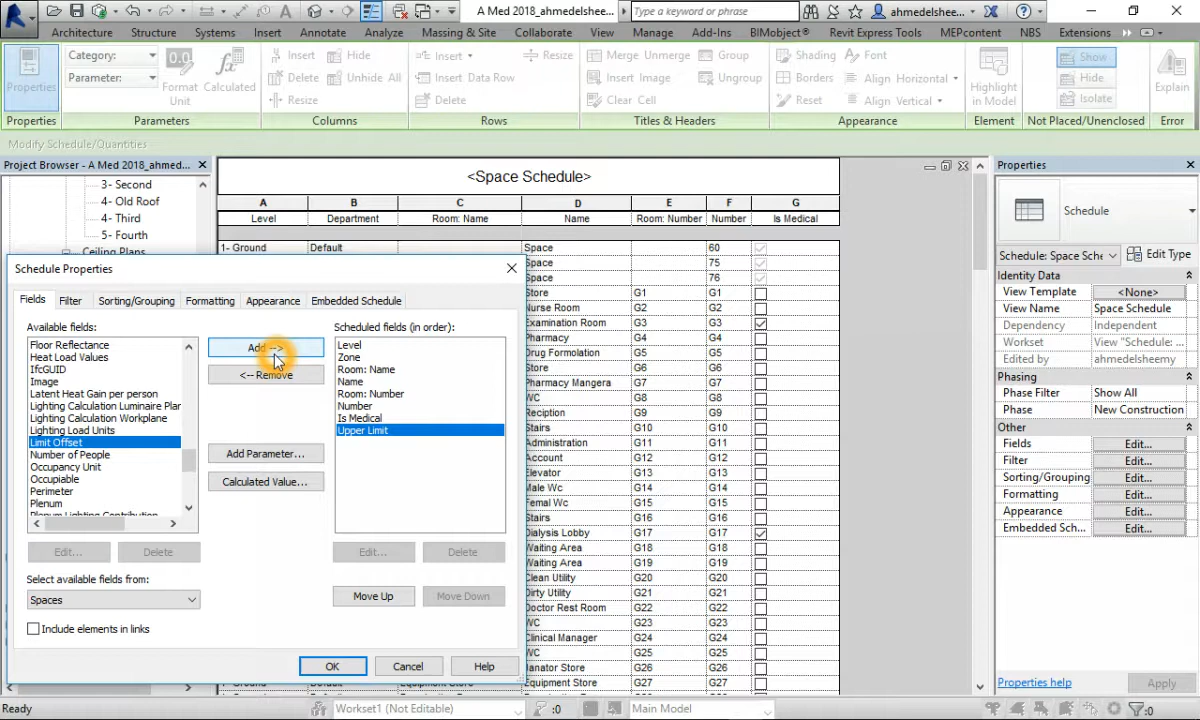 A Med 2018_ahmedelshe...
Type a keyword or phrase
ahmedelshee...
Architecture Structure Systems Insert Annotate Analyze Massing & Site Collaborate View Manage Add-Ins BIMobject® Revit Express Tools MEPcontent NBS Extensions
Category: Insert Hide Insert Resize Merge Unmerge Group Shading Font Show
Parameter: Delete Unhide All Insert Data Row Insert Image Ungroup Borders Align Horizontal Hide
Properties Format Unit Calculated Resize Delete Clear Cell Reset Align Vertical Highlight in Model Isolate Explain
Properties Parameters Columns Rows Titles & Headers Appearance Element Not Placed/Unenclosed Error
Modify Schedule/Quantities
Project Browser - A Med 2018_ahmed...
3- Second
4- Old Roof
4- Third
5- Fourth
Ceiling Plans
<Space Schedule>
A B C D E F G
Level Department Room: Name Name Room: Number Number Is Medical
1- Ground Default Space 60
Space 75
Space 76
Store G1 G1
Nurse Room G2 G2
Examination Room G3 G3
Pharmacy G4 G4
Drug Formolation G5 G5
Store G6 G6
Pharmacy Mangera G7 G7
WC G8 G8
Reciption G9 G9
Stairs G10 G10
Administration G11 G11
Account G12 G12
Elevator G13 G13
Male Wc G14 G14
Femal Wc G15 G15
Stairs G16 G16
Dialysis Lobby G17 G17
Waiting Area G18 G18
Waiting Area G19 G19
Clean Utility G20 G20
Dirty Utility G21 G21
Doctor Rest Room G22 G22
WC G23 G23
Clinical Manager G24 G24
WC G25 G25
Janator Store G26 G26
1- Ground Default Equipment Store Equipment Store G27 G27
Schedule Properties
Fields Filter Sorting/Grouping Formatting Appearance Embedded Schedule
Available fields:
Floor Reflectance
Heat Load Values
IfcGUID
Image
Latent Heat Gain per person
Lighting Calculation Luminaire Plar
Lighting Calculation Workplane
Lighting Load Units
Limit Offset
Number of People
Occupancy Unit
Occupiable
Perimeter
Plenum
Plenum Lighting Contribution
Add -->
<-- Remove
Add Parameter...
Calculated Value...
Scheduled fields (in order):
Level
Zone
Room: Name
Name
Room: Number
Number
Is Medical
Upper Limit
Edit... Delete Edit... Delete
Select available fields from:
Spaces
Move Up Move Down
Include elements in links
OK Cancel Help
Properties
Schedule
Schedule: Space Sche Edit Type
Identity Data
View Template <None>
View Name Space Schedule
Dependency Independent
Workset View "Schedule: ...
Edited by ahmedelsheemy
Phasing
Phase Filter Show All
Phase New Construction
Other
Fields Edit...
Filter Edit...
Sorting/Grouping Edit...
Formatting Edit...
Appearance Edit...
Embedded Sch... Edit...
Properties help Apply
Ready Workset1 (Not Editable) :0 Main Model :0